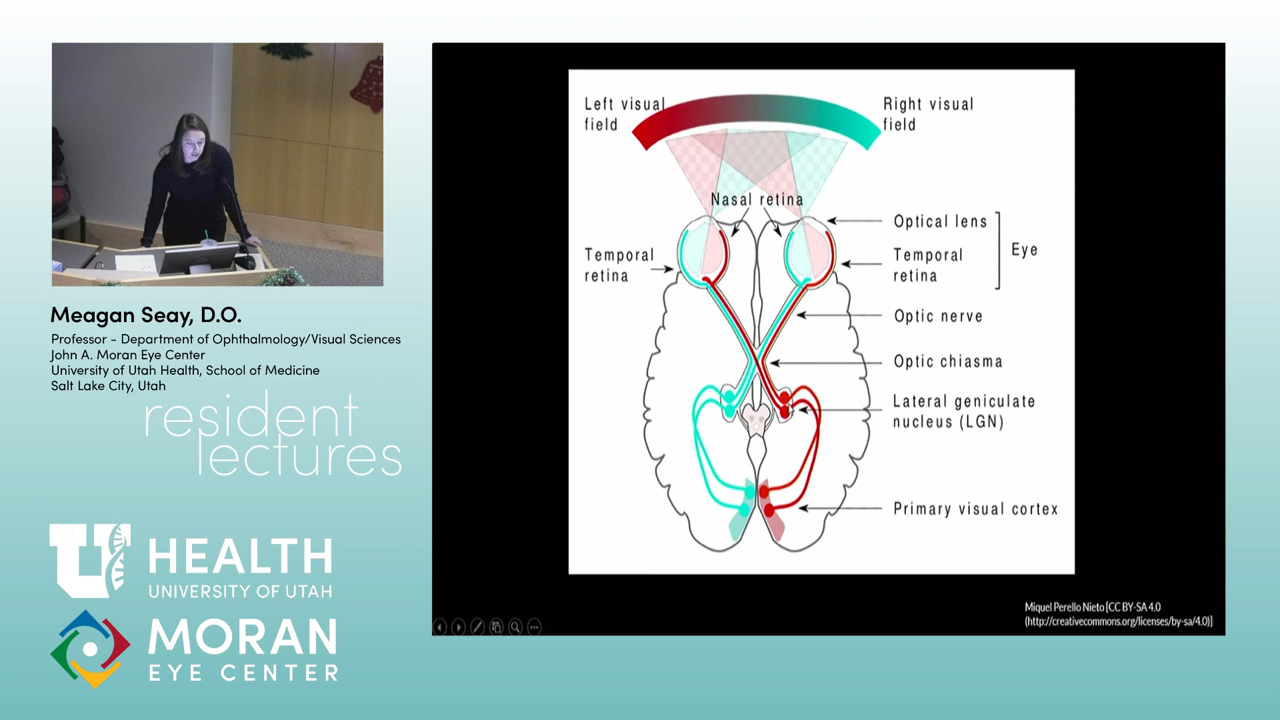 Meagan Seay, D.O.
Professor - Department of Ophthalmology/Visual Sciences
John A. Moran Eye Center
University of Utah Health, School of Medicine
Salt Lake City, Utah
resident
lectures
U HEALTH
UNIVERSITY OF UTAH
MORAN
EYE CENTER
Left visual
field
Right visual
field
Nasal retina
Temporal
retina
Optical lens
Temporal
retina
Eye
Optic nerve
Optic chiasma
Lateral geniculate
nucleus (LGN)
Primary visual cortex
Miquel Perello Nieto [CC BY-SA 4.0
(http://creativecommons.org/licenses/by-sa/4.0)]